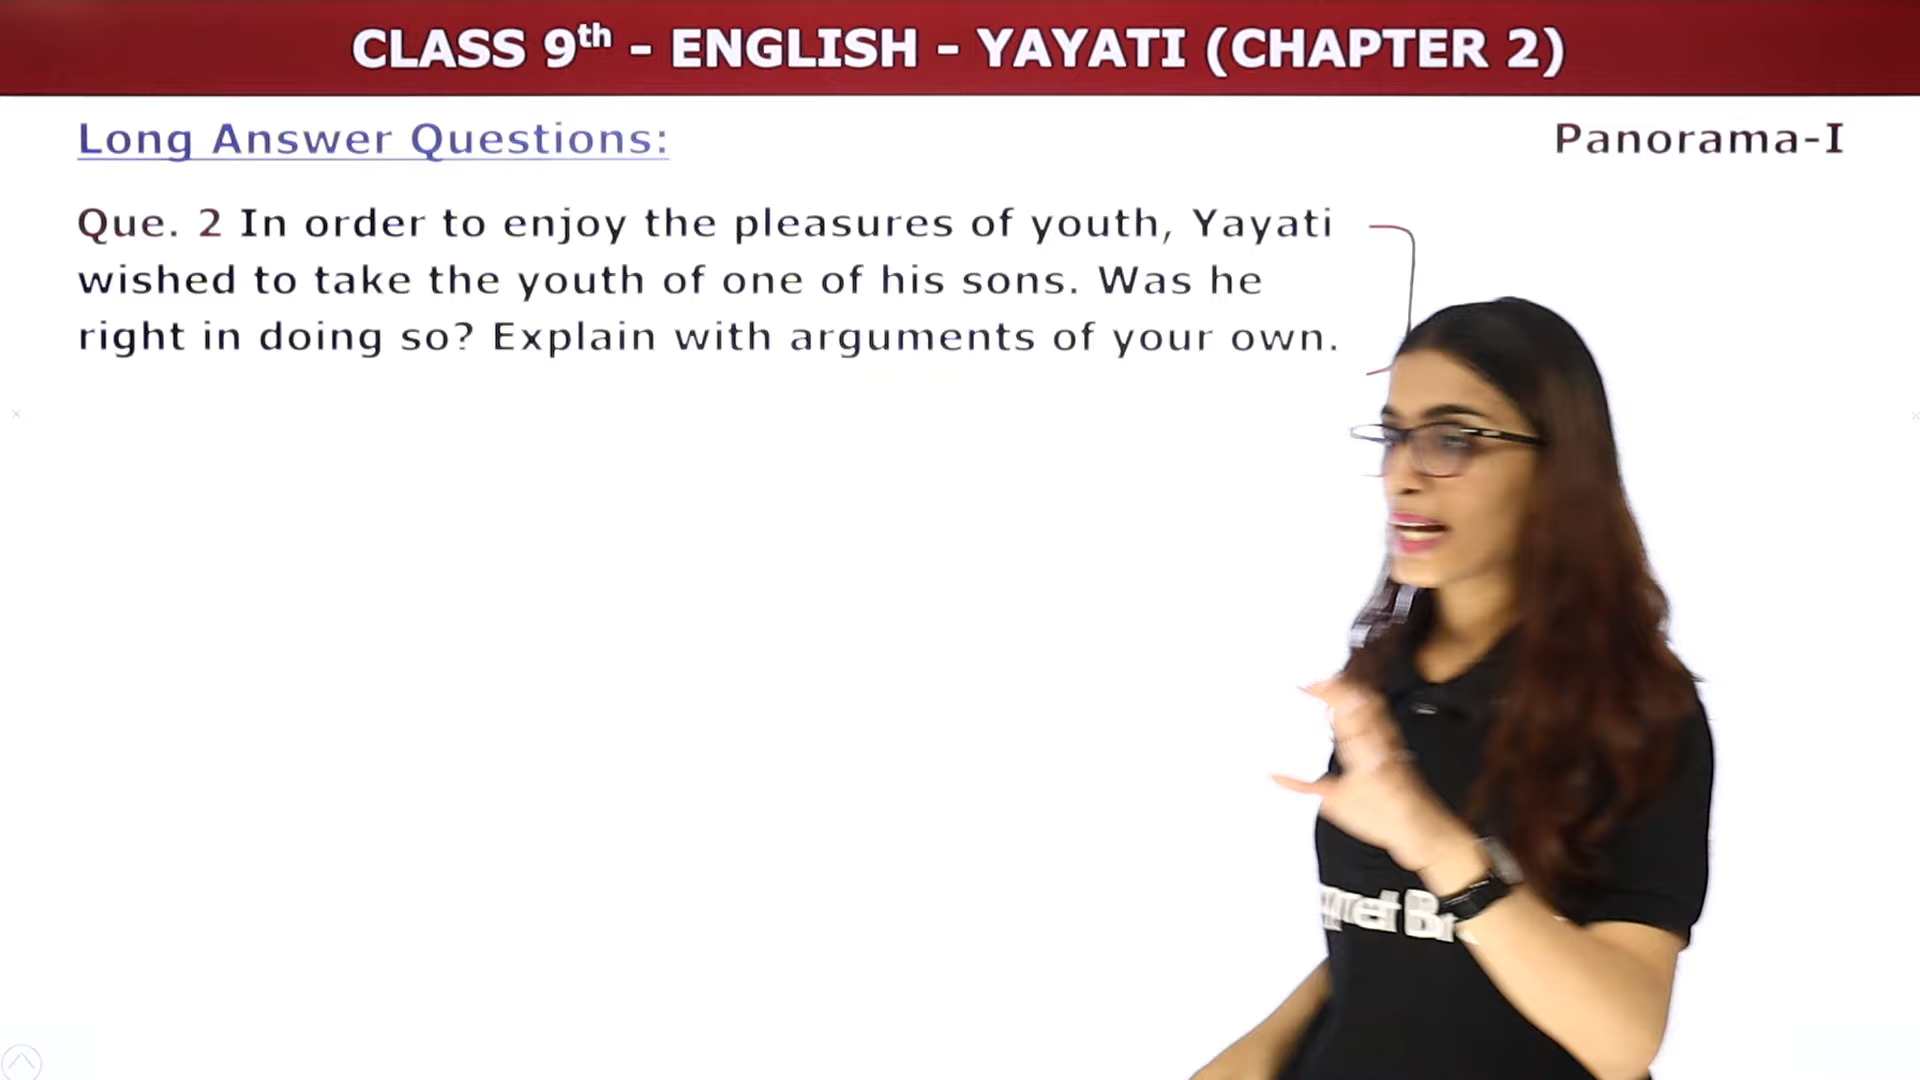 CLASS 9th - ENGLISH - YAYATI (CHAPTER 2)
Long Answer Questions:
Panorama-I
Que. 2 In order to enjoy the pleasures of youth, Yayati
wished to take the youth of one of his sons. Was he
right in doing so? Explain with arguments of your own.